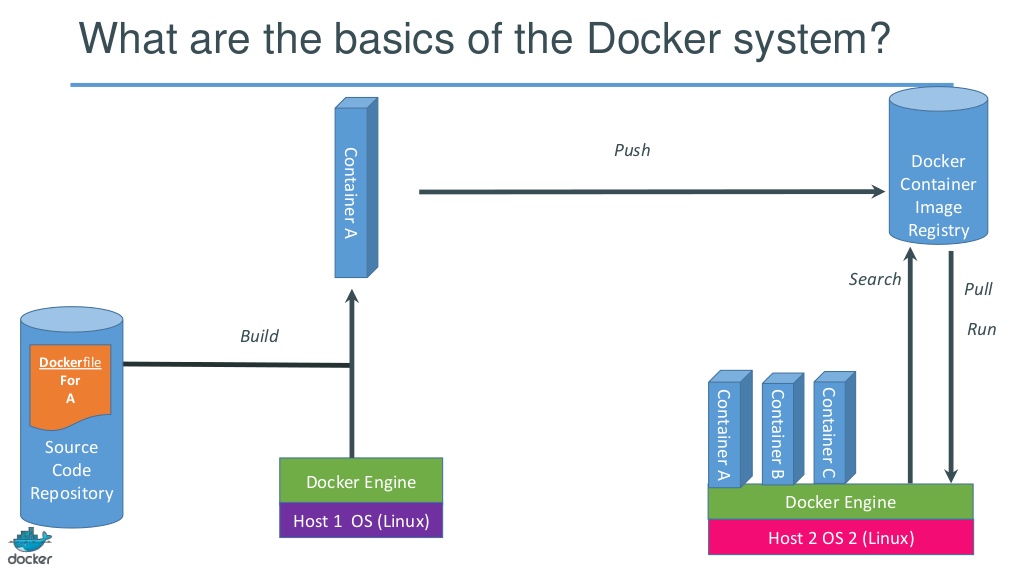 What are the basics of the Docker system?
Container A
Push
Docker
Container
Image
Registry
Search
Pull
Run
Build
Dockerfile
For
A
Source
Code
Repository
Docker Engine
Host 1 OS (Linux)
Container A
Container B
Container C
Docker Engine
Host 2 OS 2 (Linux)
docker